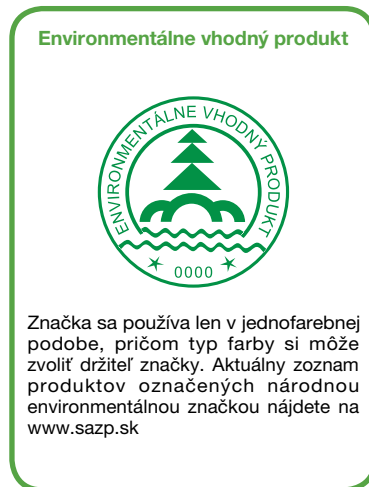 Environmentálne vhodný produkt
ENVIRONMENTÁLNE VHODNÝ PRODUKT
0000
Značka sa používa len v jednofarebnej
podobe, pričom typ farby si môže
zvoliť držiteľ značky. Aktuálny zoznam
produktov označených národnou
environmentálnou značkou nájdete na
www.sazp.sk